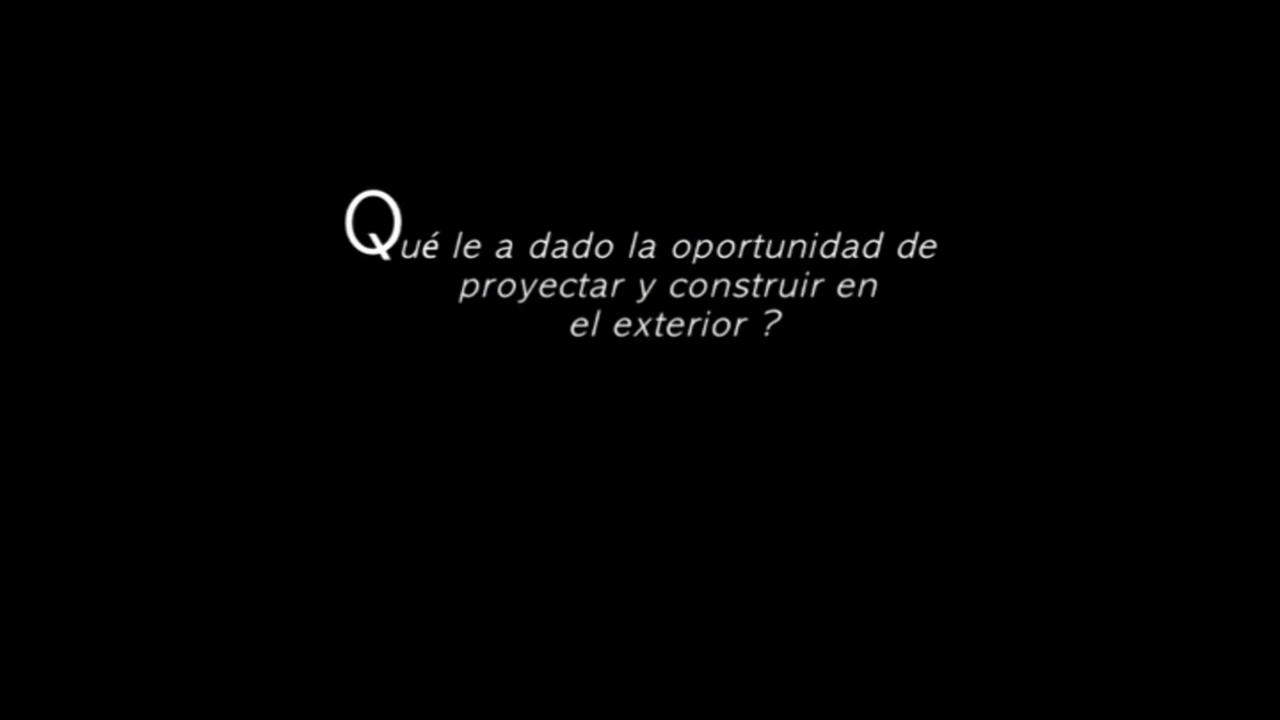 Qué le a dado la oportunidad de
proyectar y construir en
el exterior ?